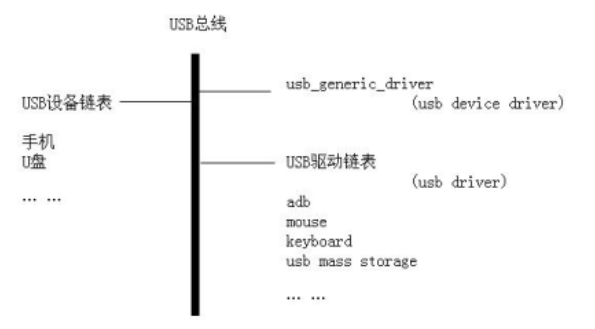 USB总线
USB设备链表
手机
U盘
... ...
usb_generic_driver
(usb device driver)
USB驱动链表
(usb driver)
adb
mouse
keyboard
usb mass storage
... ...